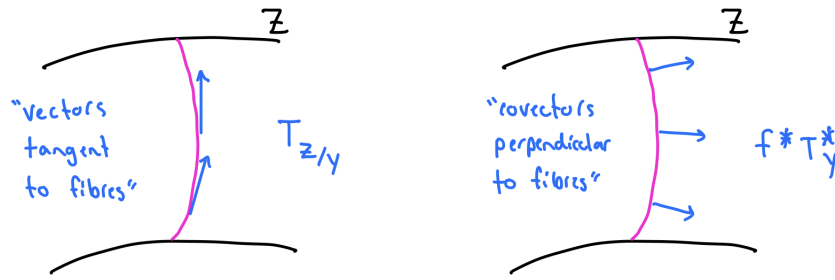 Z
"vectors
tangent
to fibres"
T_{Z/Y}
Z
"covectors
perpendicular
to fibres"
f*T*_Y